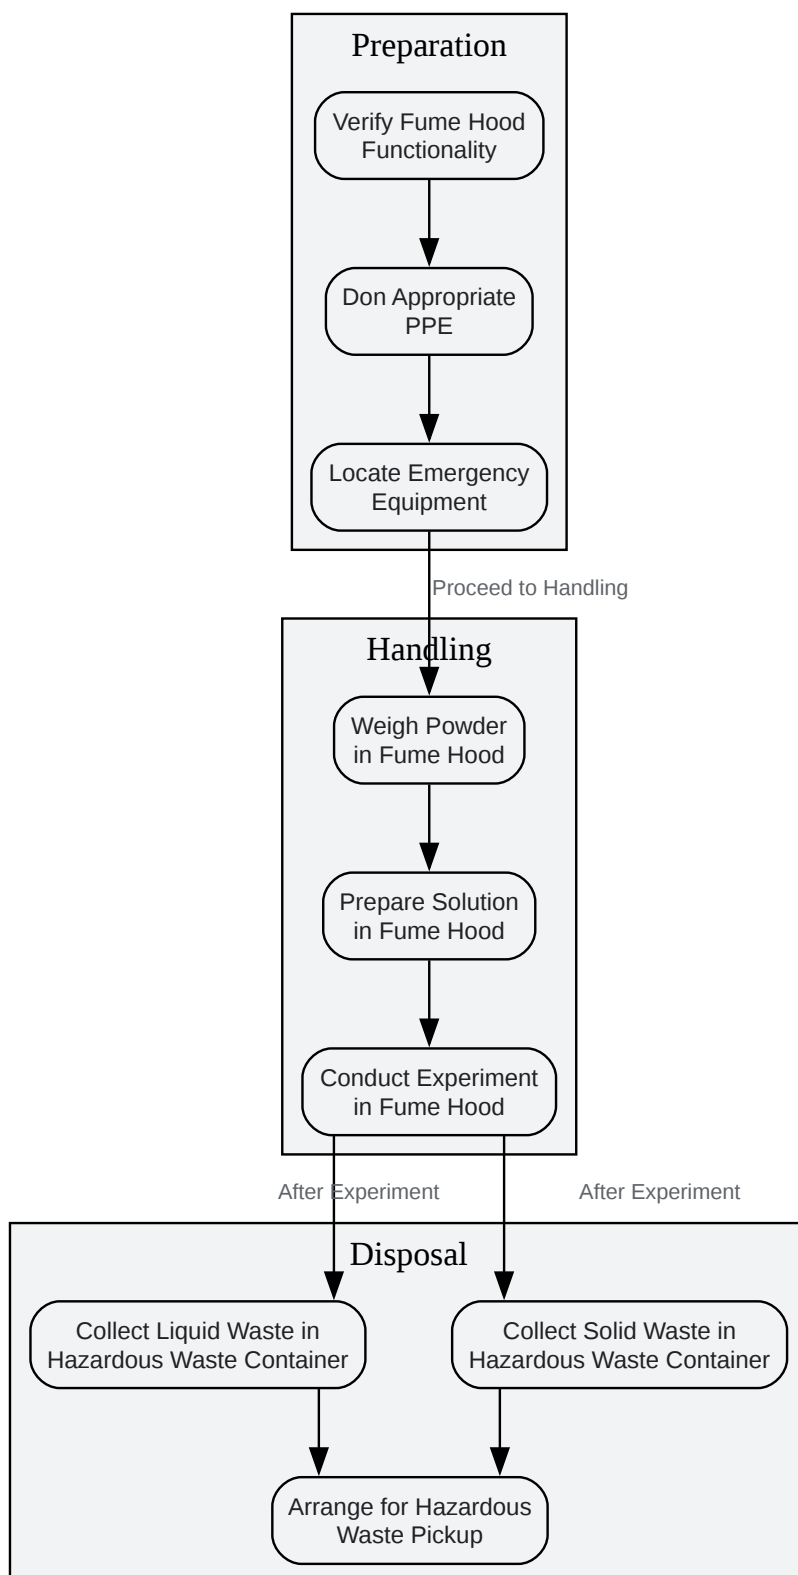 Preparation
Verify Fume Hood
Functionality
Don Appropriate
PPE
Locate Emergency
Equipment
Proceed to Handling
Handling
Weigh Powder
in Fume Hood
Prepare Solution
in Fume Hood
Conduct Experiment
in Fume Hood
After Experiment
After Experiment
Disposal
Collect Liquid Waste in
Hazardous Waste Container
Collect Solid Waste in
Hazardous Waste Container
Arrange for Hazardous
Waste Pickup